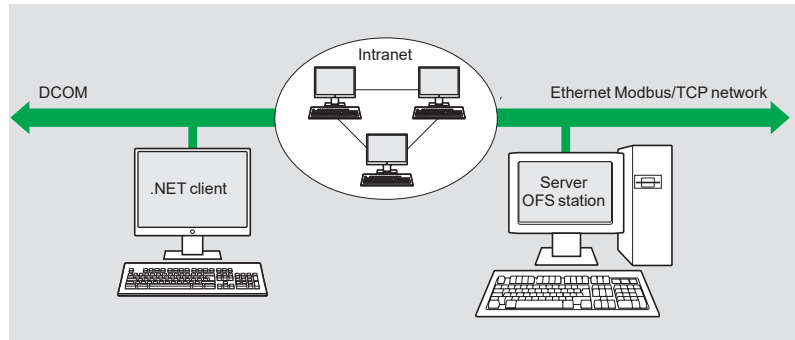 Intranet
DCOM
Ethernet Modbus/TCP network
.NET client
Server
OFS station